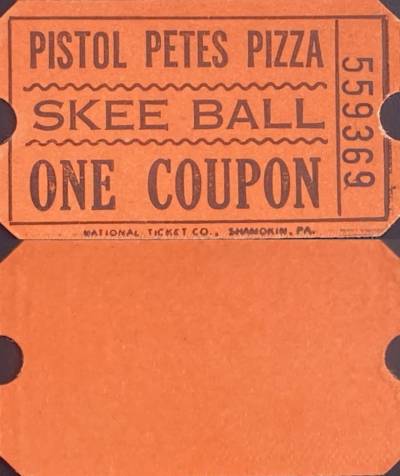 PISTOL PETES PIZZA
SKEE BALL
ONE COUPON
559369
NATIONAL TICKET CO., SHAMOKIN, PA.